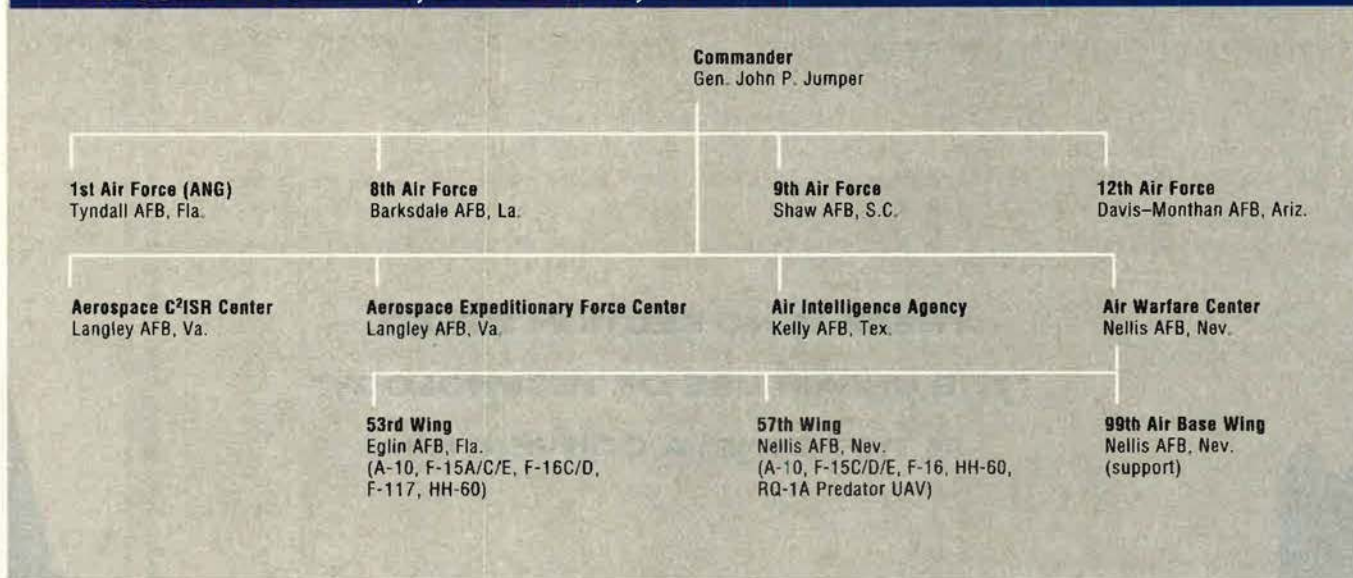 Commander
Gen. John P. Jumper
1st Air Force (ANG)
Tyndall AFB, Fla.
8th Air Force
Barksdale AFB, La.
9th Air Force
Shaw AFB, S.C.
12th Air Force
Davis–Monthan AFB, Ariz.
Aerospace C²ISR Center
Langley AFB, Va.
Aerospace Expeditionary Force Center
Langley AFB, Va.
Air Intelligence Agency
Kelly AFB, Tex.
Air Warfare Center
Nellis AFB, Nev.
53rd Wing
Eglin AFB, Fla.
(A-10, F-15A/C/E, F-16C/D,
F-117, HH-60)
57th Wing
Nellis AFB, Nev.
(A-10, F-15C/D/E, F-16, HH-60,
RQ-1A Predator UAV)
99th Air Base Wing
Nellis AFB, Nev.
(support)